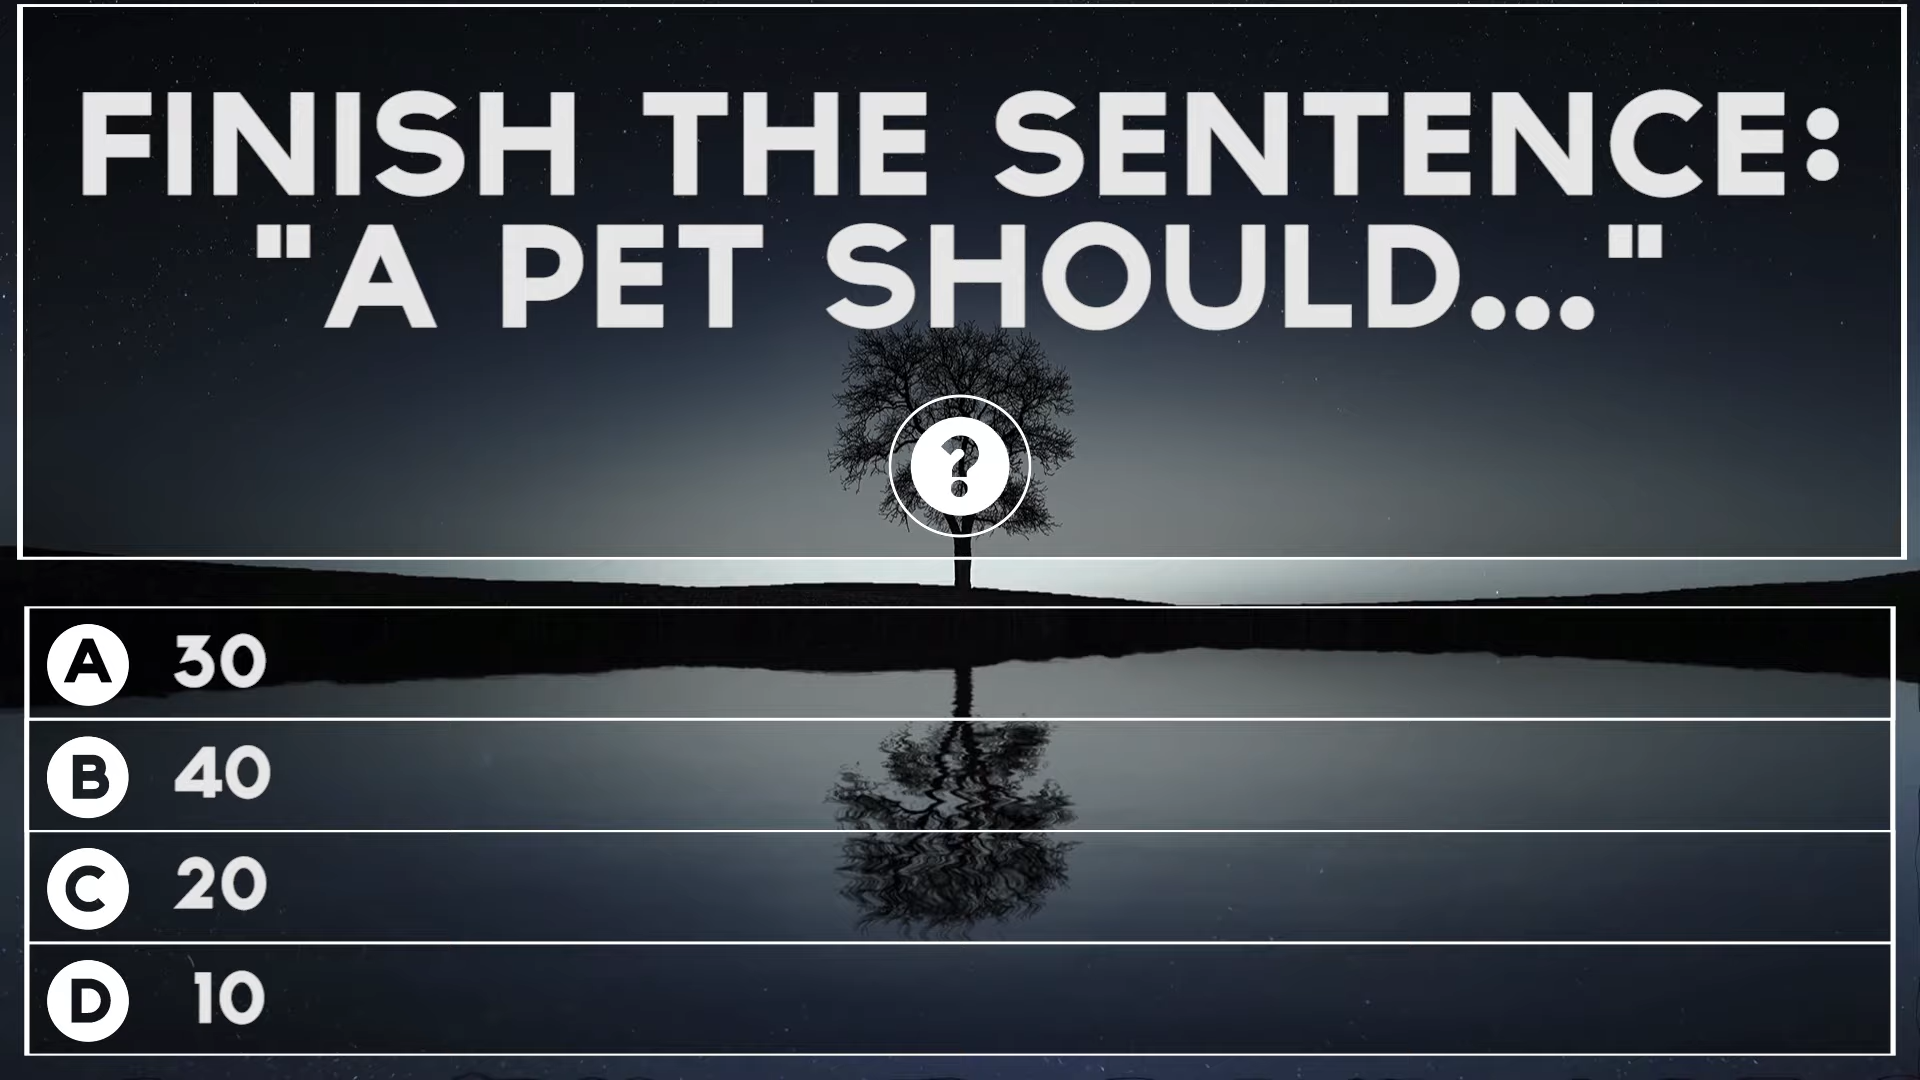 FINISH THE SENTENCE:
"A PET SHOULD..."
?
A 30
B 40
C 20
D 10